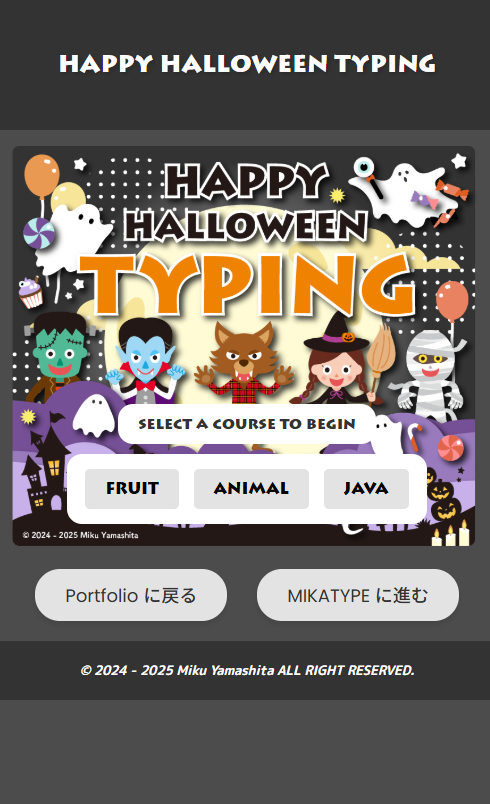 HAPPY HALLOWEEN TYPING
HAPPY
HALLOWEEN
TYPING
SELECT A COURSE TO BEGIN
FRUIT
ANIMAL
JAVA
© 2024 - 2025 Miku Yamashita
Portfolio に戻る
MIKATYPE に進む
© 2024 - 2025 Miku Yamashita ALL RIGHT RESERVED.